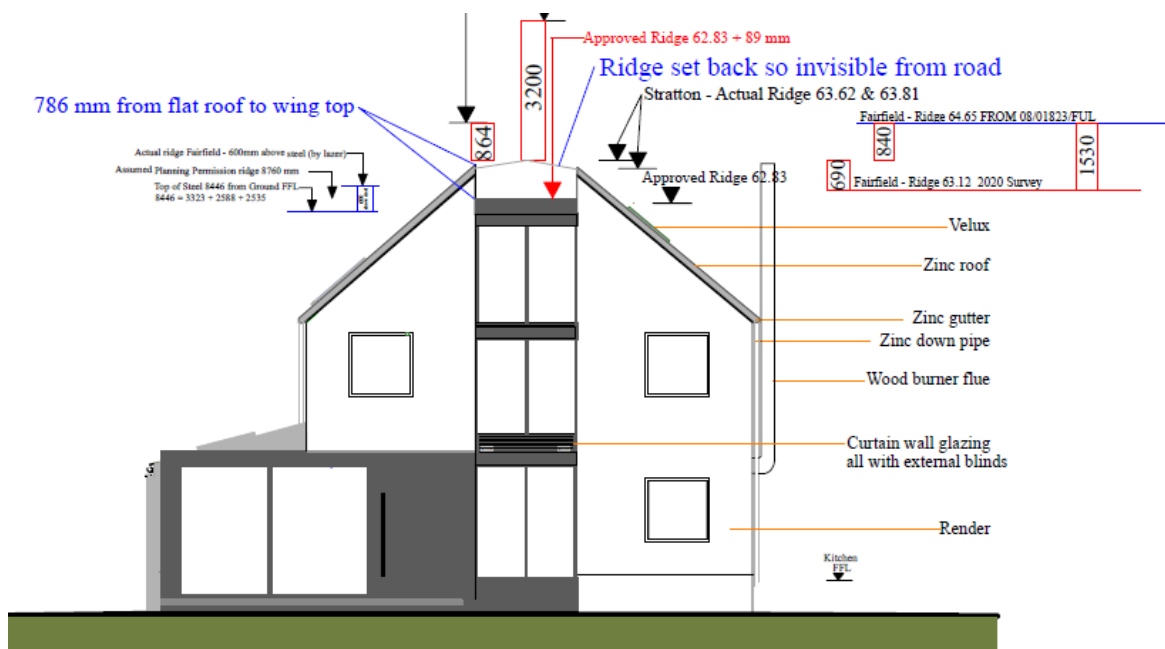 Approved Ridge 62.83 + 89 mm
3200
Ridge set back so invisible from road
786 mm from flat roof to wing top
Stratton - Actual Ridge 63.62 & 63.81
864
Fairfield - Ridge 64.65 FROM 08/01823/FUL
840
1530
690
Actual ridge Fairfield - 600mm above steel (by lazer)
Assumed Planning Permission ridge 8760 mm
Top of Steel 8446 from Ground FFL
8446 = 3323 + 2588 + 2535
Approved Ridge 62.83
Fairfield - Ridge 63.12 2020 Survey
Velux
Zinc roof
Zinc gutter
Zinc down pipe
Wood burner flue
Curtain wall glazing
all with external blinds
Render
Kitchen
FFL